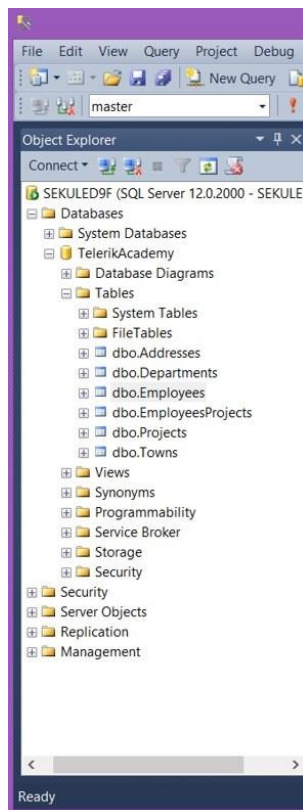 File Edit View Query Project Debug
New Query
master
Object Explorer
Connect
SEKULED9F (SQL Server 12.0.2000 - SEKULE
Databases
System Databases
TelerikAcademy
Database Diagrams
Tables
System Tables
FileTables
dbo.Addresses
dbo.Departments
dbo.Employees
dbo.EmployeesProjects
dbo.Projects
dbo.Towns
Views
Synonyms
Programmability
Service Broker
Storage
Security
Security
Server Objects
Replication
Management
Ready